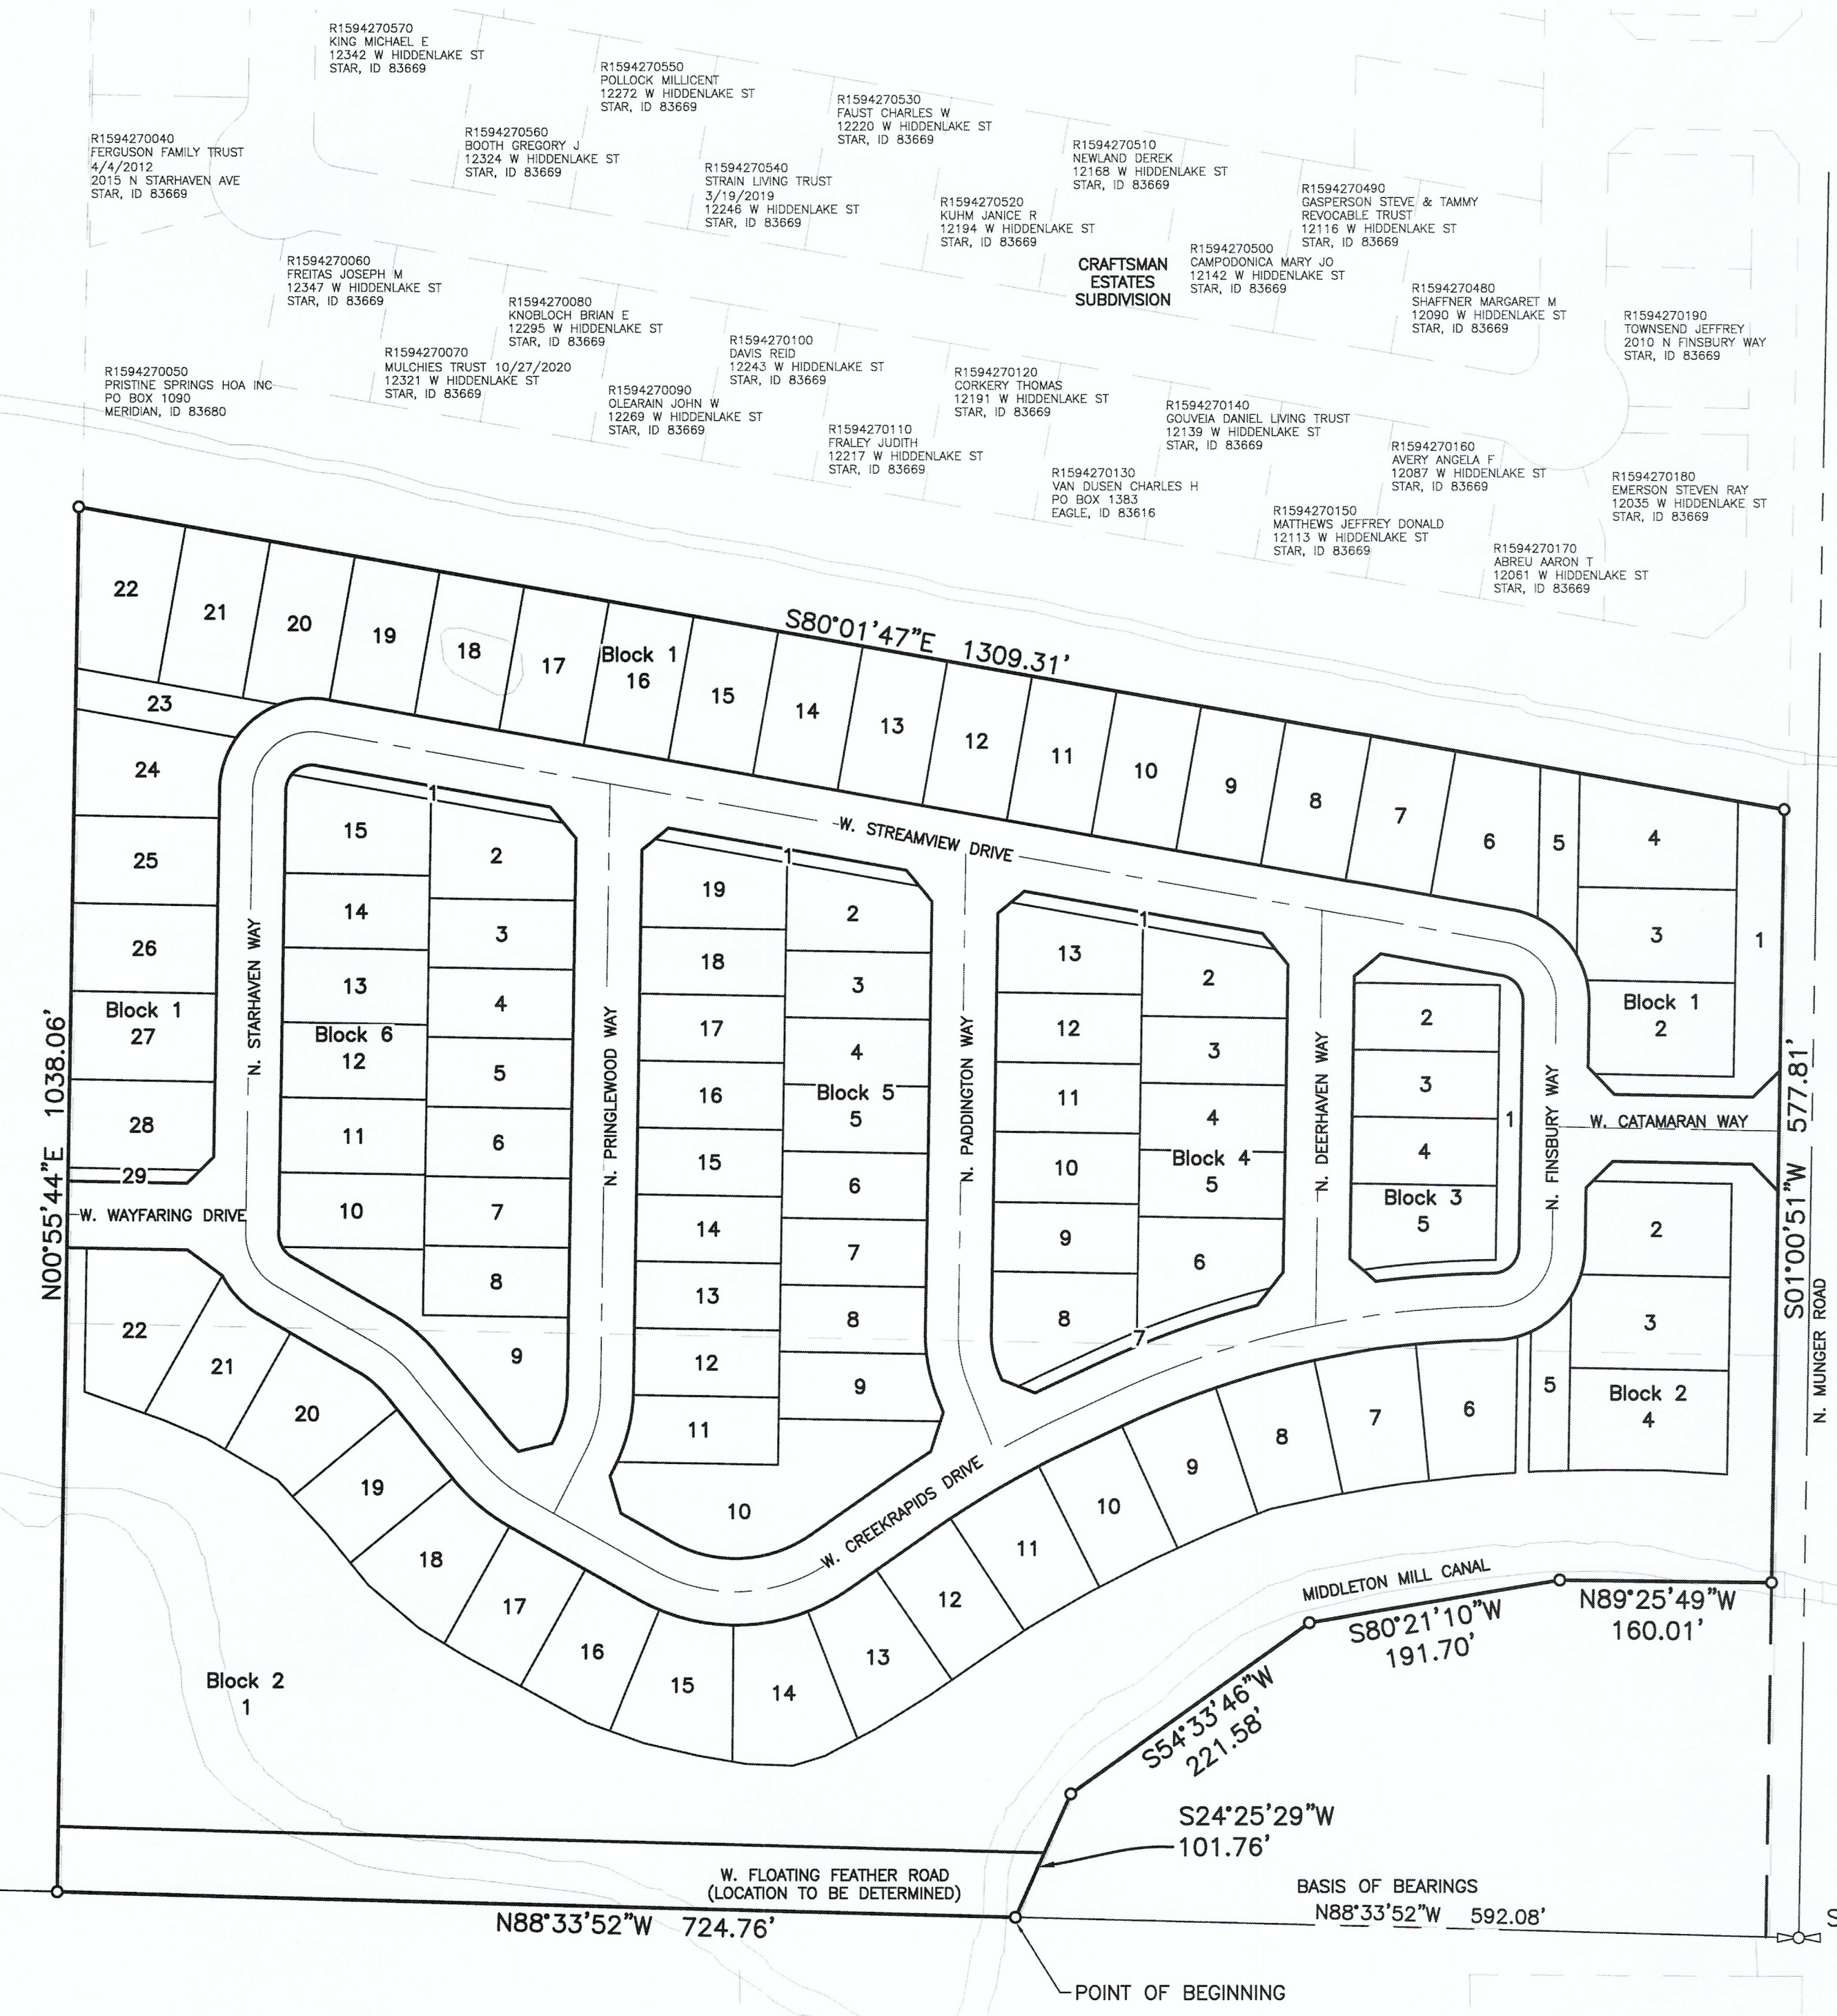 R1594270570
KING MICHAEL E
12342 W HIDDENLAKE ST
STAR, ID 83669
R1594270550
POLLOCK MILLICENT
12272 W HIDDENLAKE ST
STAR, ID 83669
R1594270530
FAUST CHARLES W
12220 W HIDDENLAKE ST
STAR, ID 83669
R1594270040
FERGUSON FAMILY TRUST
4/4/2012
2015 N STARHAVEN AVE
STAR, ID 83669
R1594270560
BOOTH GREGORY J
12324 W HIDDENLAKE ST
STAR, ID 83669
R1594270540
STRAIN LIVING TRUST
3/19/2019
12246 W HIDDENLAKE ST
STAR, ID 83669
R1594270510
NEWLAND DEREK
12168 W HIDDENLAKE ST
STAR, ID 83669
R1594270520
KUHM JANICE R
12194 W HIDDENLAKE ST
STAR, ID 83669
R1594270490
GASPERSON STEVE & TAMMY
REVOCABLE TRUST
12116 W HIDDENLAKE ST
STAR, ID 83669
R1594270500
CAMPODONICA MARY JO
12142 W HIDDENLAKE ST
STAR, ID 83669
CRAFTSMAN
ESTATES
SUBDIVISION
R1594270060
FREITAS JOSEPH M
12347 W HIDDENLAKE ST
STAR, ID 83669
R1594270080
KNOBLOCH BRIAN E
12295 W HIDDENLAKE ST
STAR, ID 83669
R1594270480
SHAFFNER MARGARET M
12090 W HIDDENLAKE ST
STAR, ID 83669
R1594270190
TOWNSEND JEFFREY
2010 N FINSBURY WAY
STAR, ID 83669
R1594270050
PRISTINE SPRINGS HOA INC
PO BOX 1090
MERIDIAN, ID 83680
R1594270070
MULCHIES TRUST 10/27/2020
12321 W HIDDENLAKE ST
STAR, ID 83669
R1594270100
DAVIS REID
12243 W HIDDENLAKE ST
STAR, ID 83669
R1594270090
OLEARAIN JOHN W
12269 W HIDDENLAKE ST
STAR, ID 83669
R1594270120
CORKERY THOMAS
12191 W HIDDENLAKE ST
STAR, ID 83669
R1594270110
FRALEY JUDITH
12217 W HIDDENLAKE ST
STAR, ID 83669
R1594270140
GOUVEIA DANIEL LIVING TRUST
12139 W HIDDENLAKE ST
STAR, ID 83669
R1594270130
VAN DUSEN CHARLES H
PO BOX 1383
EAGLE, ID 83616
R1594270160
AVERY ANGELA F
12087 W HIDDENLAKE ST
STAR, ID 83669
R1594270180
EMERSON STEVEN RAY
12035 W HIDDENLAKE ST
STAR, ID 83669
R1594270150
MATTHEWS JEFFREY DONALD
12113 W HIDDENLAKE ST
STAR, ID 83669
R1594270170
ABREU AARON T
12061 W HIDDENLAKE ST
STAR, ID 83669
S80°01'47"E 1309.31'
22
21
20
19
18
17
Block 1
16
15
14
13
12
11
10
9
8
7
6
5
4
3
1
Block 1
2
23
24
25
26
Block 1
27
28
29
N00°55'44"E 1038.06'
W. STREAMVIEW DRIVE
N. STARHAVEN WAY
N. PRINGLEWOOD WAY
N. PADDINGTON WAY
N. DEERHAVEN WAY
N. FINSBURY WAY
W. CATAMARAN WAY
S01°00'51"W 577.81'
N. MUNGER ROAD
W. WAYFARING DRIVE
1
15
2
14
3
13
4
Block 6
12
5
11
6
10
7
8
9
1
19
2
18
3
17
4
16
Block 5
5
15
6
14
7
13
8
12
9
11
10
1
13
2
12
3
11
4
10
Block 4
5
9
6
8
7
2
3
1
4
Block 3
5
2
3
5
Block 2
4
6
7
8
9
10
11
12
13
14
15
16
17
18
19
20
21
22
W. CREEKRAPIDS DRIVE
MIDDLETON MILL CANAL
N89°25'49"W
160.01'
S80°21'10"W
191.70'
S54°33'46"W
221.58'
Block 2
1
S24°25'29"W
101.76'
W. FLOATING FEATHER ROAD
(LOCATION TO BE DETERMINED)
BASIS OF BEARINGS
N88°33'52"W 592.08'
N88°33'52"W 724.76'
S
POINT OF BEGINNING